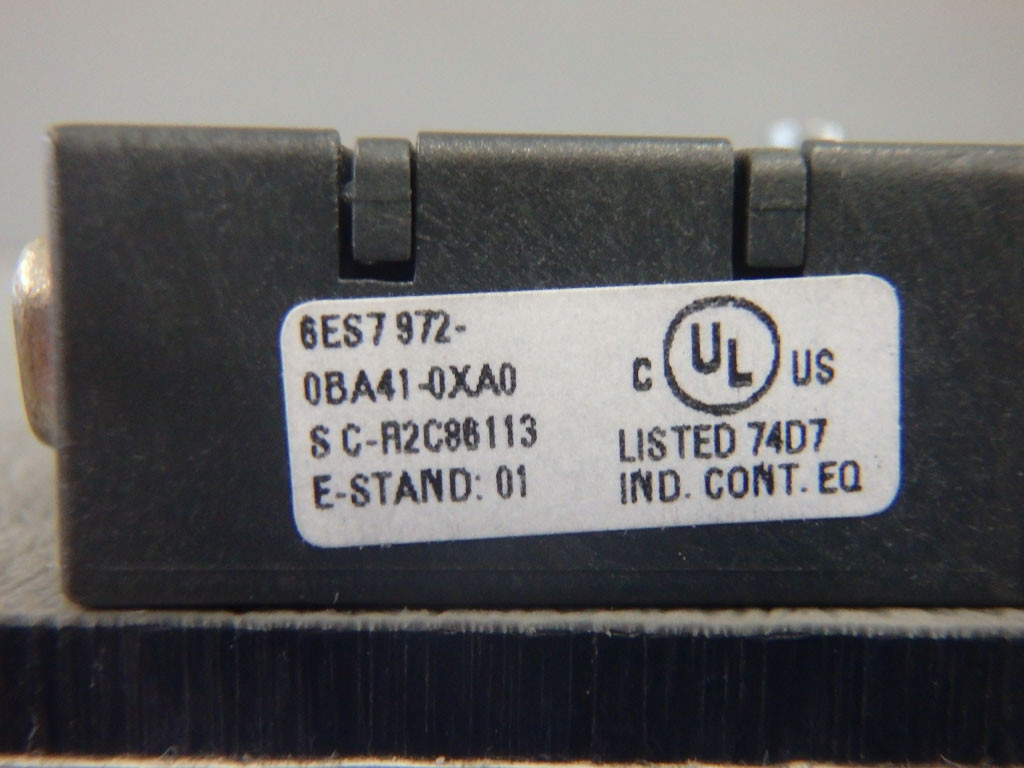 6ES7 972-
0BA41-0XA0
S C-R2C86113
E-STAND: 01
C UL US
LISTED 74D7
IND. CONT. EQ